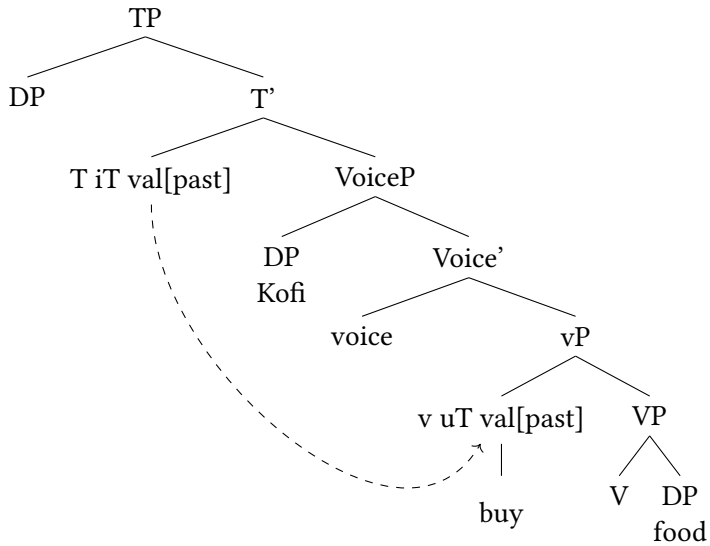 TP
DP
T’
T iT val[past]
VoiceP
DP
Kofi
Voice’
voice
vP
v uT val[past]
VP
buy
V
DP
food